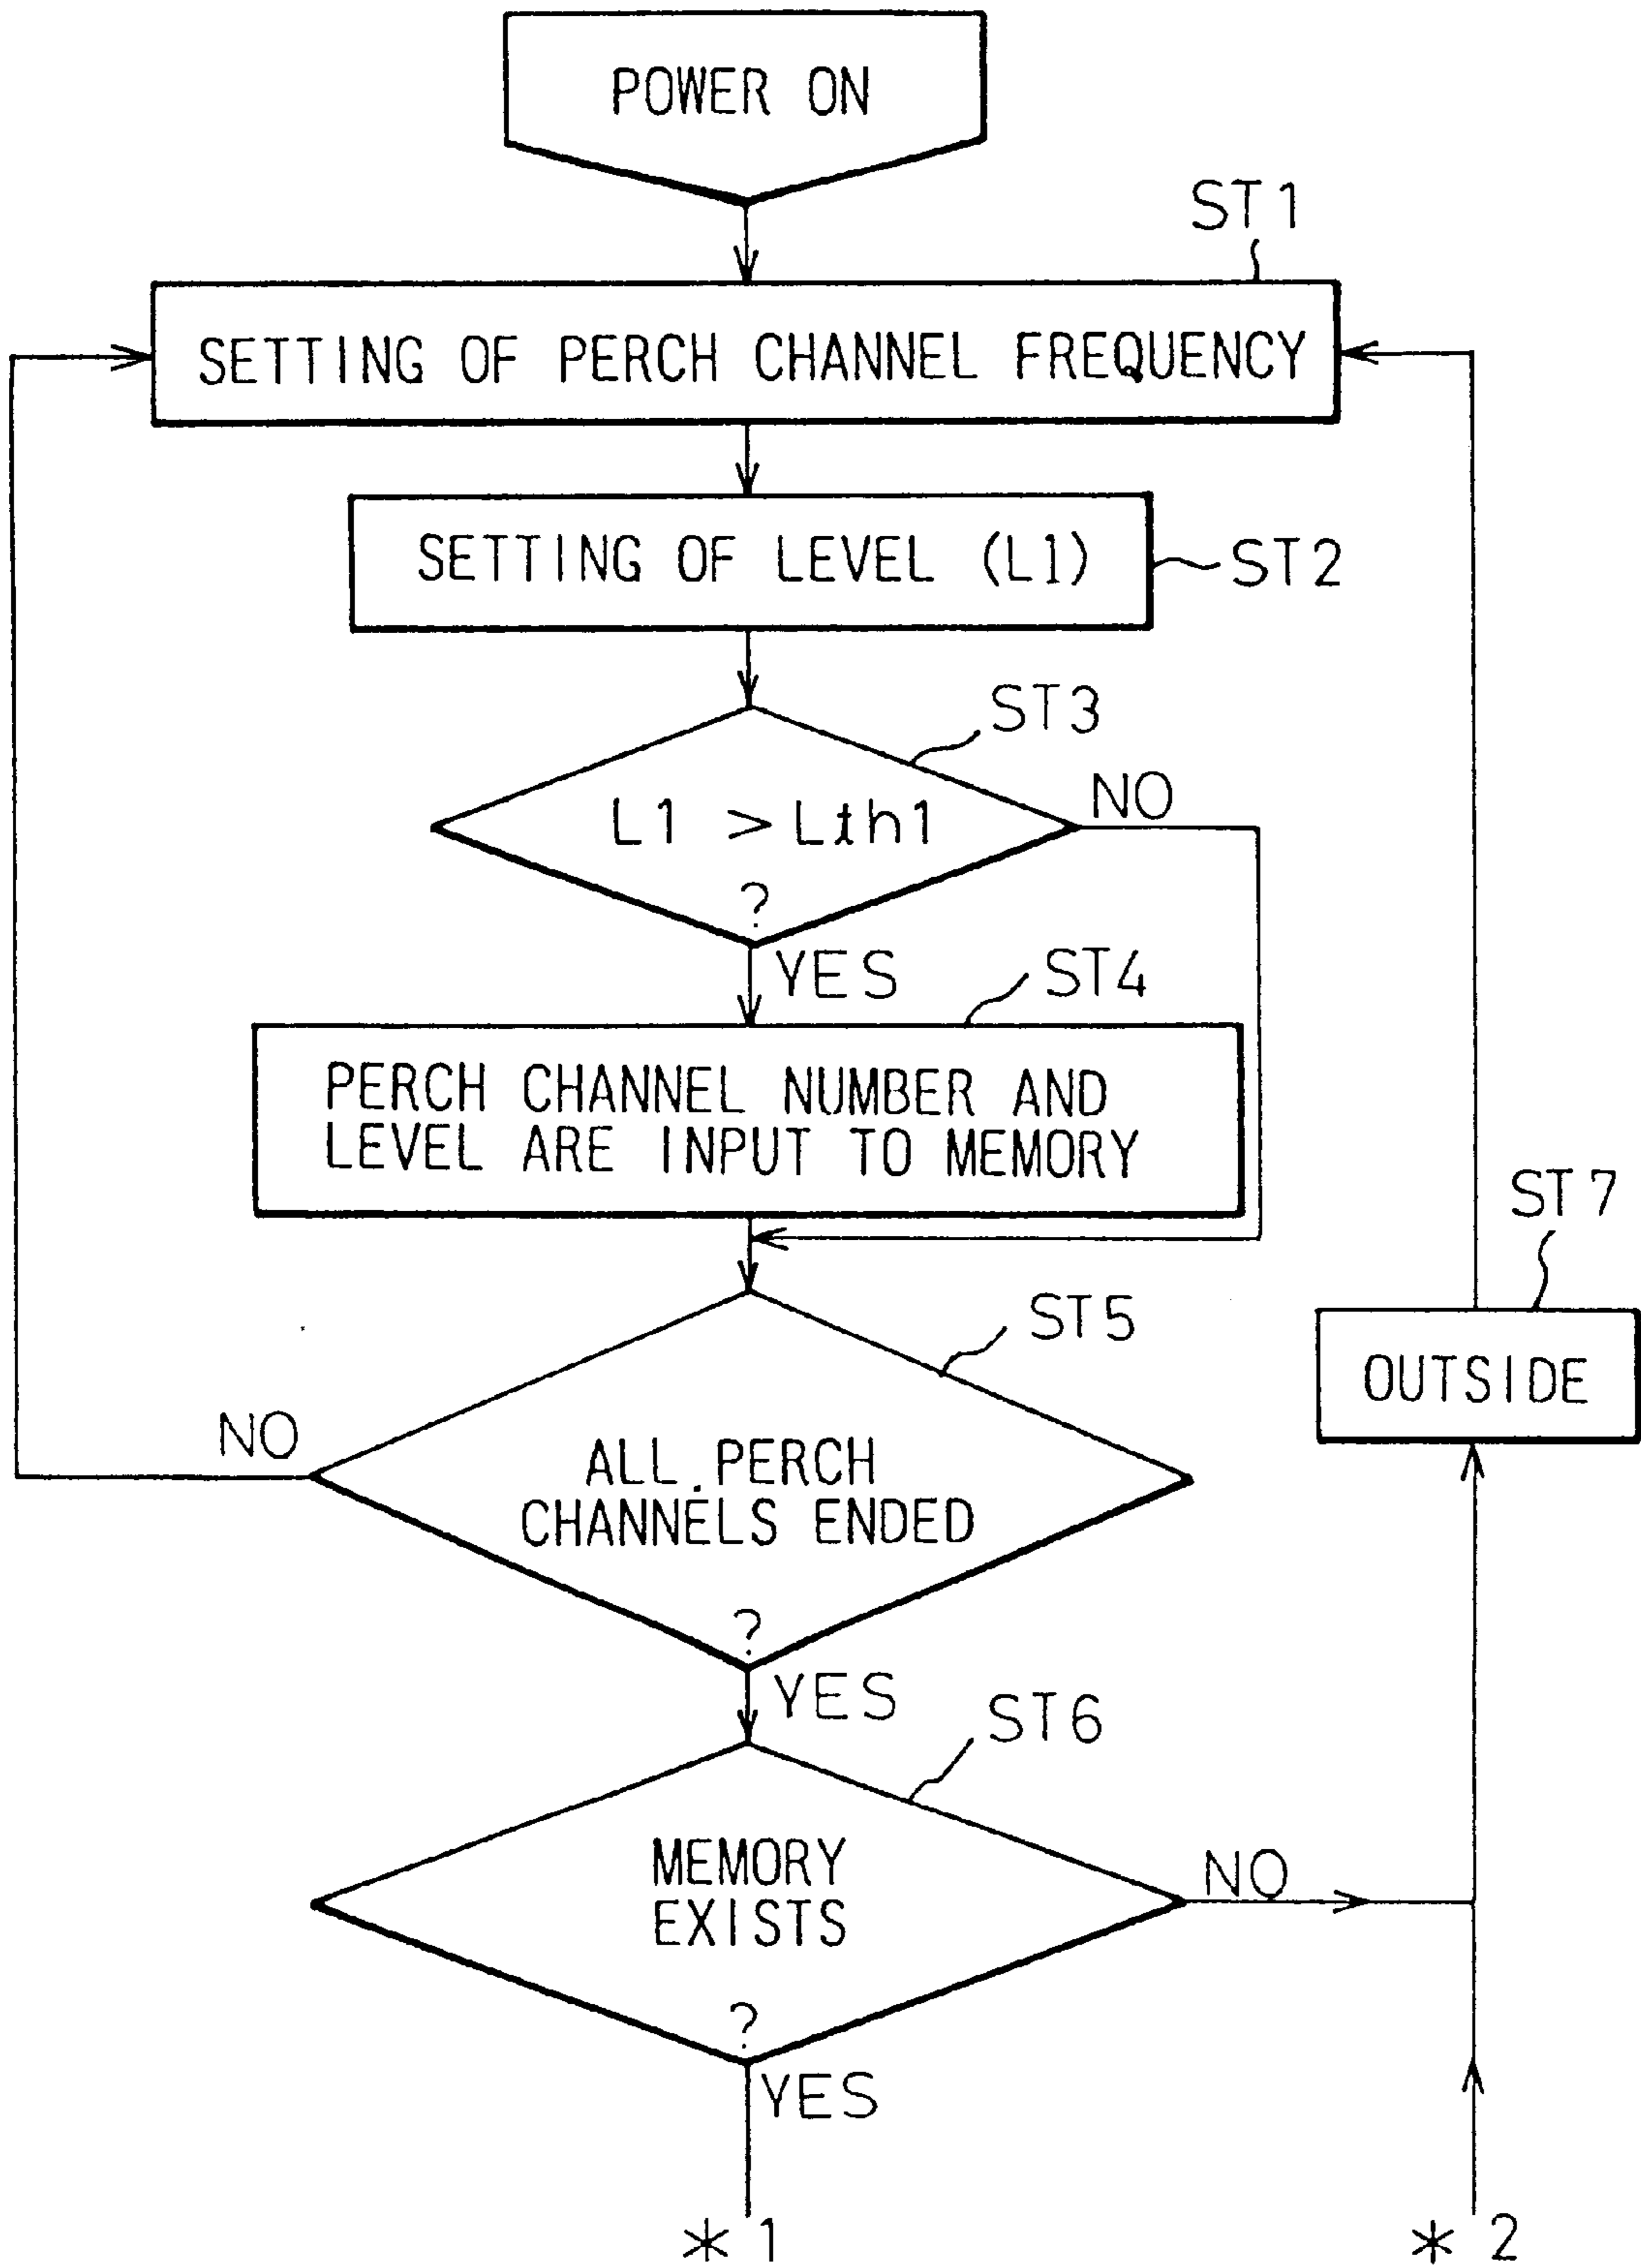 POWER ON
ST1
SETTING OF PERCH CHANNEL FREQUENCY
SETTING OF LEVEL (L1)
ST2
ST3
L1 > Lth1
?
NO
YES
ST4
PERCH CHANNEL NUMBER AND
LEVEL ARE INPUT TO MEMORY
ST5
ST7
OUTSIDE
NO
ALL PERCH
CHANNELS ENDED
?
YES
ST6
MEMORY
EXISTS
?
NO
YES
*1
*2